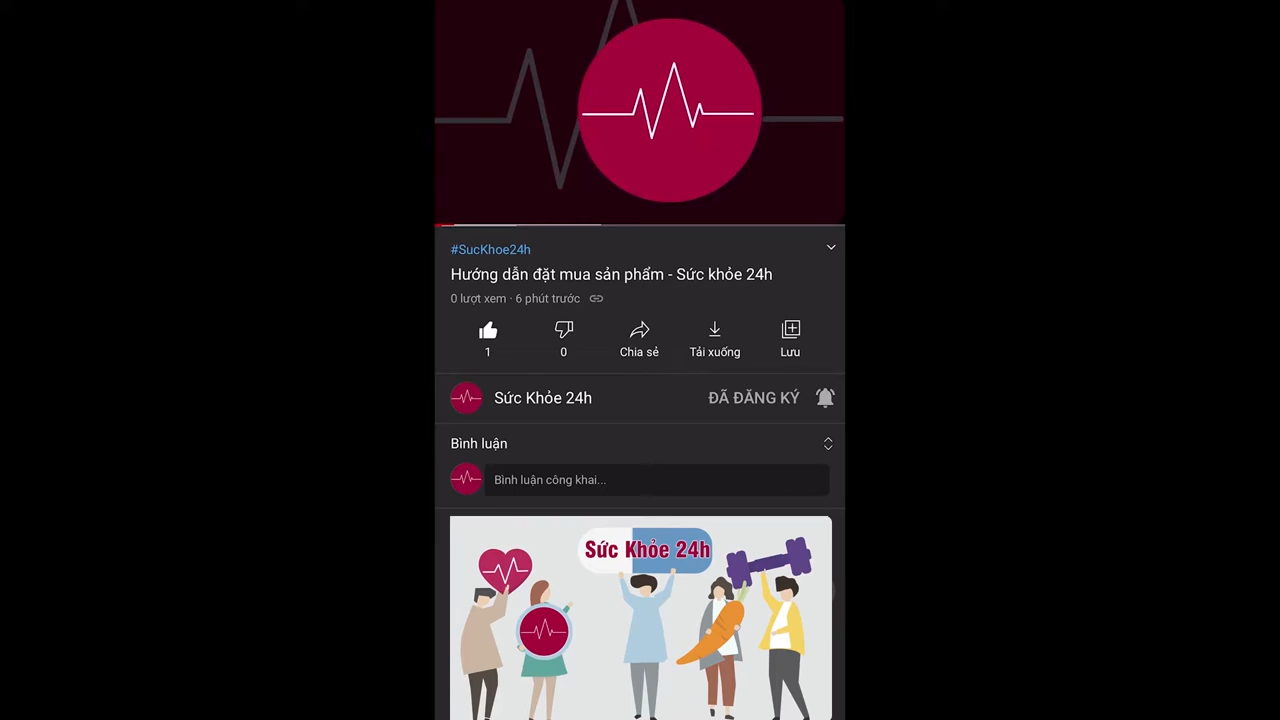 #SucKhoe24h
Hướng dẫn đặt mua sản phẩm - Sức khỏe 24h
0 lượt xem · 6 phút trước
1
0
Chia sẻ
Tải xuống
Lưu
Sức Khỏe 24h
ĐÃ ĐĂNG KÝ
Bình luận
Bình luận công khai...
Sức Khỏe 24h